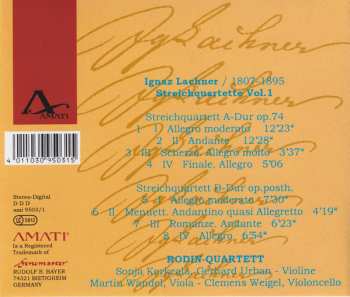 Ignaz Lachner / 1807-1895
Streichquartette Vol.1
Streichquartett A-Dur op.74
1 - I Allegro moderato 12'23"
2 - II Andante 12'28"
3 - III Scherzo. Allegro molto 3'37"
4 - IV Finale. Allegro 5'06
Streichquartett B-Dur op.posth.
5 - I Allegro moderato 7'30"
6 - II Menuett. Andantino quasi Allegretto 4'19"
7 - III Romanze. Andante 6'23"
8 - IV Allegro 6'54"
RODIN-QUARTETT
Sonja Korkeala, Gerhard Urban - Violine
Martin Wandel, Viola - Clemens Weigel, Violoncello
A
AMATI
4 011030 950315
Stereo-Digital
D D D
ami 9503/1
AMATI
is a Registered
Trademark of
RUDOLF H. BAYER
74321 BIETIGHEIM
GERMANY